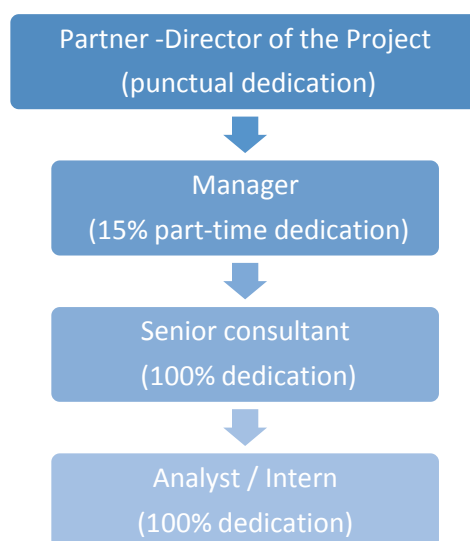 Partner -Director of the Project
(punctual dedication)
Manager
(15% part-time dedication)
Senior consultant
(100% dedication)
Analyst / Intern
(100% dedication)